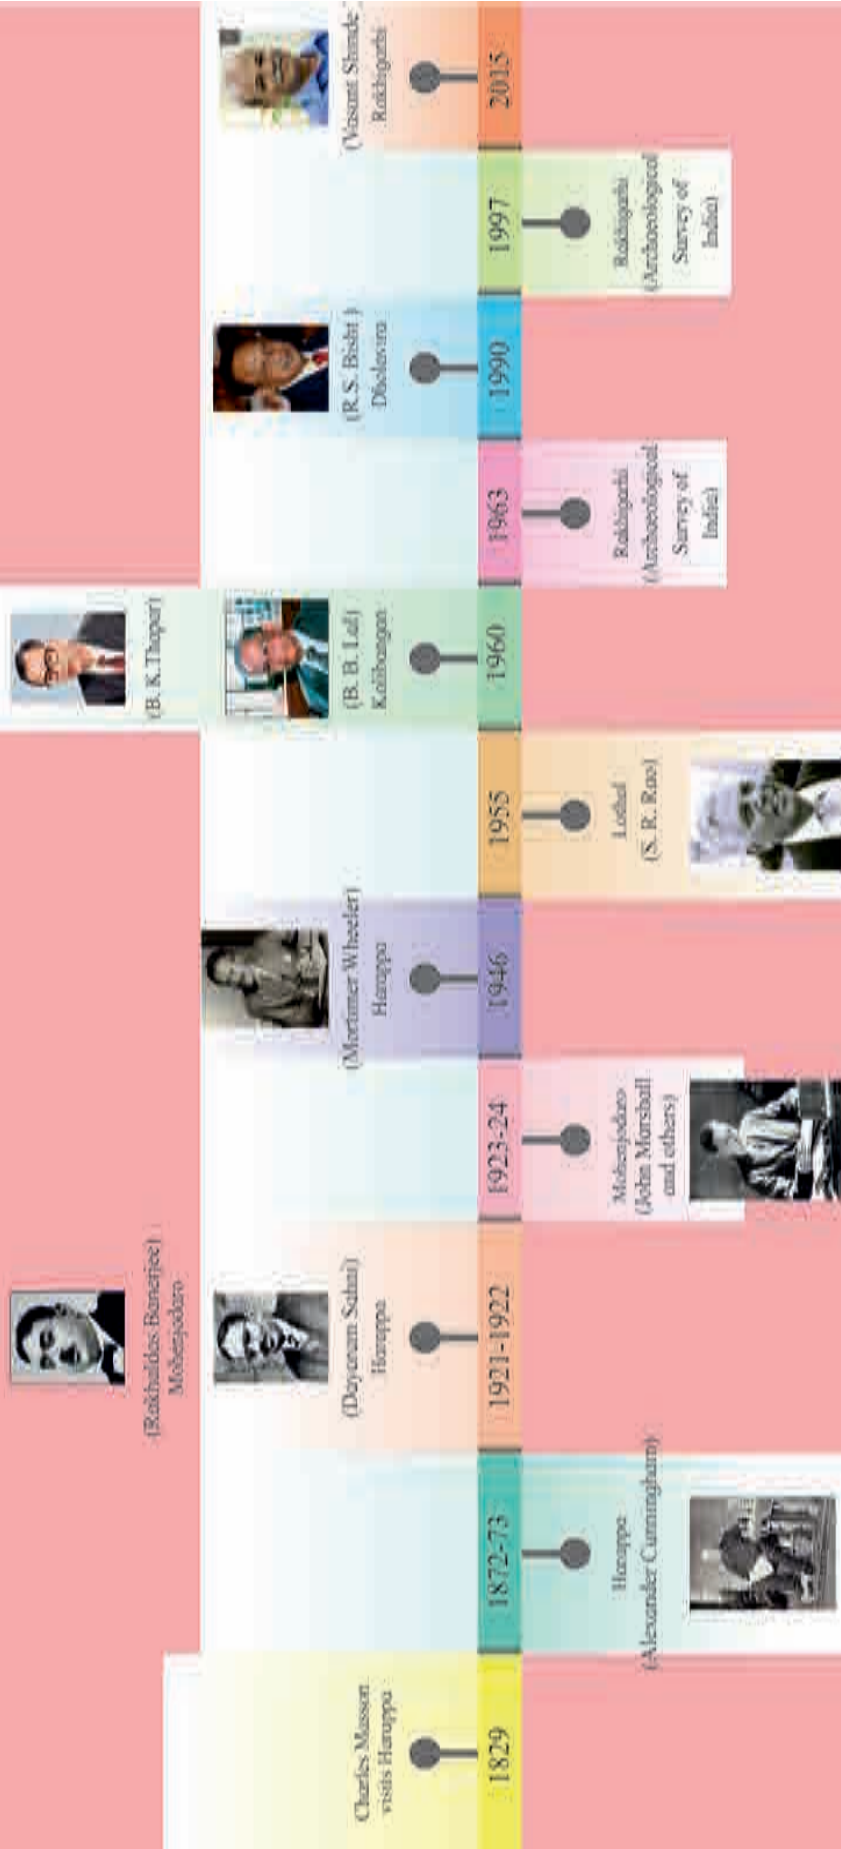 Charles Masson
visits Harappa
1829
1872-73
Harappa
(Alexander Cunningham)
(Rakhaldas Banerjee)
Mohenjodaro
(Dayaram Sahni)
Harappa
1921-1922
1923-24
Mohenjodaro
(John Marshall
and others)
(Mortimer Wheeler)
Harappa
1946
1955
Lothal
(S. R. Rao)
(B. K.Thapar)
(B. B. Lal)
Kalibangan
1960
1963
Rakhigarhi
(Archaeological
Survey of
India)
(R.S. Bisht )
Dholavira
1990
1997
Rakhigarhi
(Archaeological
Survey of
India)
(Vasant Shinde
Rakhigarhi
2015